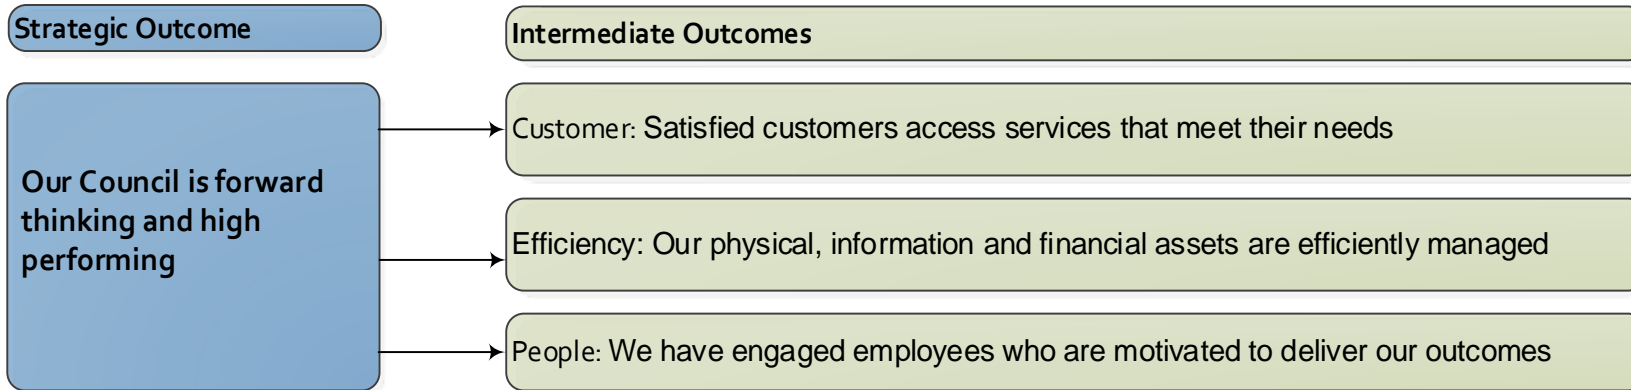 Strategic Outcome
Intermediate Outcomes
Our Council is forward
thinking and high
performing
Customer: Satisfied customers access services that meet their needs
Efficiency: Our physical, information and financial assets are efficiently managed
People: We have engaged employees who are motivated to deliver our outcomes